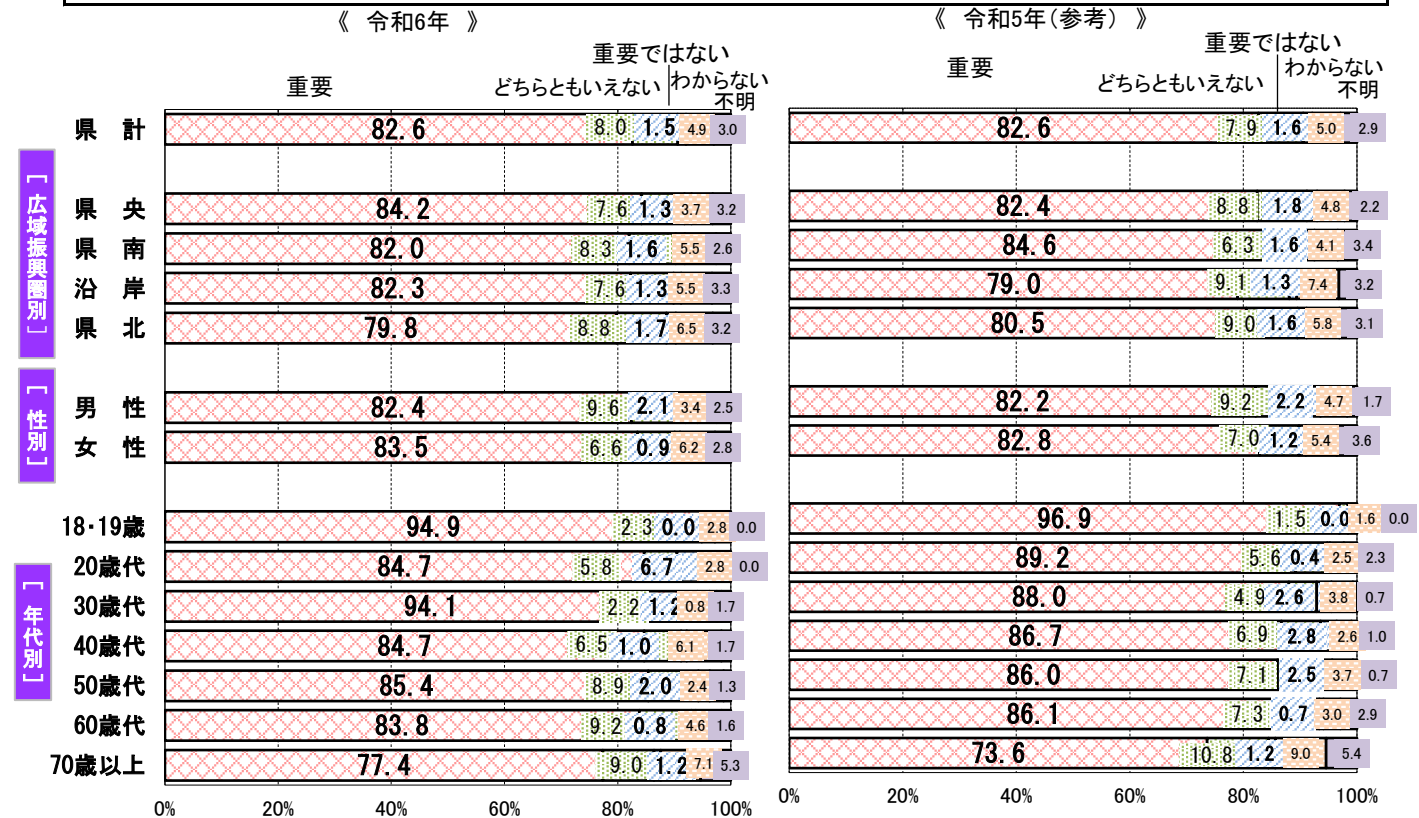 《 令和6年 》
《 令和5年(参考) 》
重要
どちらともいえない
重要ではない
わからない
不明
重要
どちらともいえない
重要ではない
わからない
不明
県 計 82.6 8.0 1.5 4.9 3.0 82.6 7.9 1.6 5.0 2.9
[広域振興圏別]
県 央 84.2 7.6 1.3 3.7 3.2 82.4 8.8 1.8 4.8 2.2
県 南 82.0 8.3 1.6 5.5 2.6 84.6 6.3 1.6 4.1 3.4
沿 岸 82.3 7.6 1.3 5.5 3.3 79.0 9.1 1.3 7.4 3.2
県 北 79.8 8.8 1.7 6.5 3.2 80.5 9.0 1.6 5.8 3.1
[性別]
男 性 82.4 9.6 2.1 3.4 2.5 82.2 9.2 2.2 4.7 1.7
女 性 83.5 6.6 0.9 6.2 2.8 82.8 7.0 1.2 5.4 3.6
[年代別]
18・19歳 94.9 2.3 0.0 2.8 0.0 96.9 1.5 0.0 1.6 0.0
20歳代 84.7 5.8 6.7 2.8 0.0 89.2 5.6 0.4 2.5 2.3
30歳代 94.1 2.2 1.2 0.8 1.7 88.0 4.9 2.6 3.8 0.7
40歳代 84.7 6.5 1.0 6.1 1.7 86.7 6.9 2.8 2.6 1.0
50歳代 85.4 8.9 2.0 2.4 1.3 86.0 7.1 2.5 3.7 0.7
60歳代 83.8 9.2 0.8 4.6 1.6 86.1 7.3 0.7 3.0 2.9
70歳以上 77.4 9.0 1.2 7.1 5.3 73.6 10.8 1.2 9.0 5.4
0% 20% 40% 60% 80% 100%
0% 20% 40% 60% 80% 100%